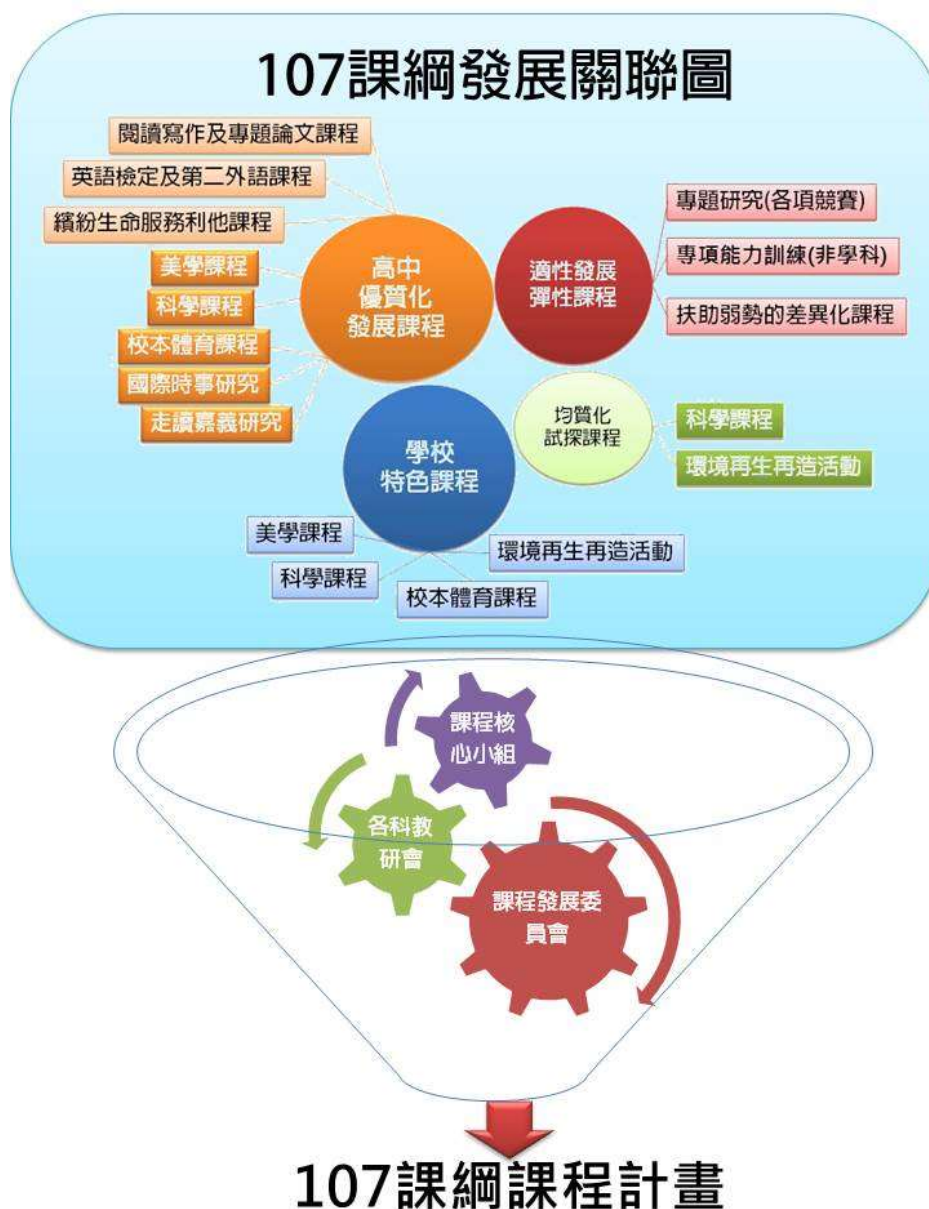 107課綱發展關聯圖
閱讀寫作及專題論文課程
英語檢定及第二外語課程
繽紛生命服務利他課程
美學課程
科學課程
校本體育課程
國際時事研究
走讀嘉義研究
高中
優質化
發展課程
適性發展
彈性課程
專題研究(各項競賽)
專項能力訓練(非學科)
扶助弱勢的差異化課程
均質化
試探課程
科學課程
環境再生再造活動
學校
特色課程
美學課程
科學課程
校本體育課程
環境再生再造活動
課程核
心小組
各科教
研會
課程發展委
員會
107課綱課程計畫